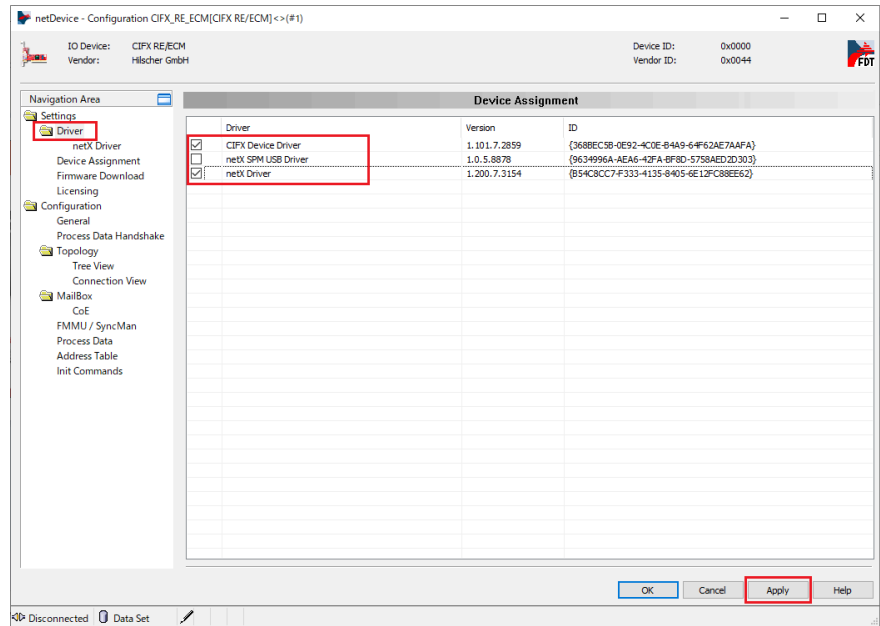 netDevice - Configuration CIFX_RE_ECM[CIFX RE/ECM]<>(#1)
IO Device: CIFX RE/ECM Device ID: 0x0000
Vendor: Hilscher GmbH Vendor ID: 0x0044
FDT
Navigation Area
Device Assignment
Settings
Driver
netX Driver
Device Assignment
Firmware Download
Licensing
Configuration
General
Process Data Handshake
Topology
Tree View
Connection View
MailBox
CoE
FMMU / SyncMan
Process Data
Address Table
Init Commands
Driver Version ID
CIFX Device Driver 1.101.7.2859 {368BEC5B-0E92-4C0E-B4A9-64F62AE7AAFA}
netX SPM USB Driver 1.0.5.8878 {9634996A-AEA6-42FA-BF8D-5758AED2D303}
netX Driver 1.200.7.3154 {B54C8CC7-F333-4135-8405-6E12FC88EE62}
OK Cancel Apply Help
Disconnected Data Set